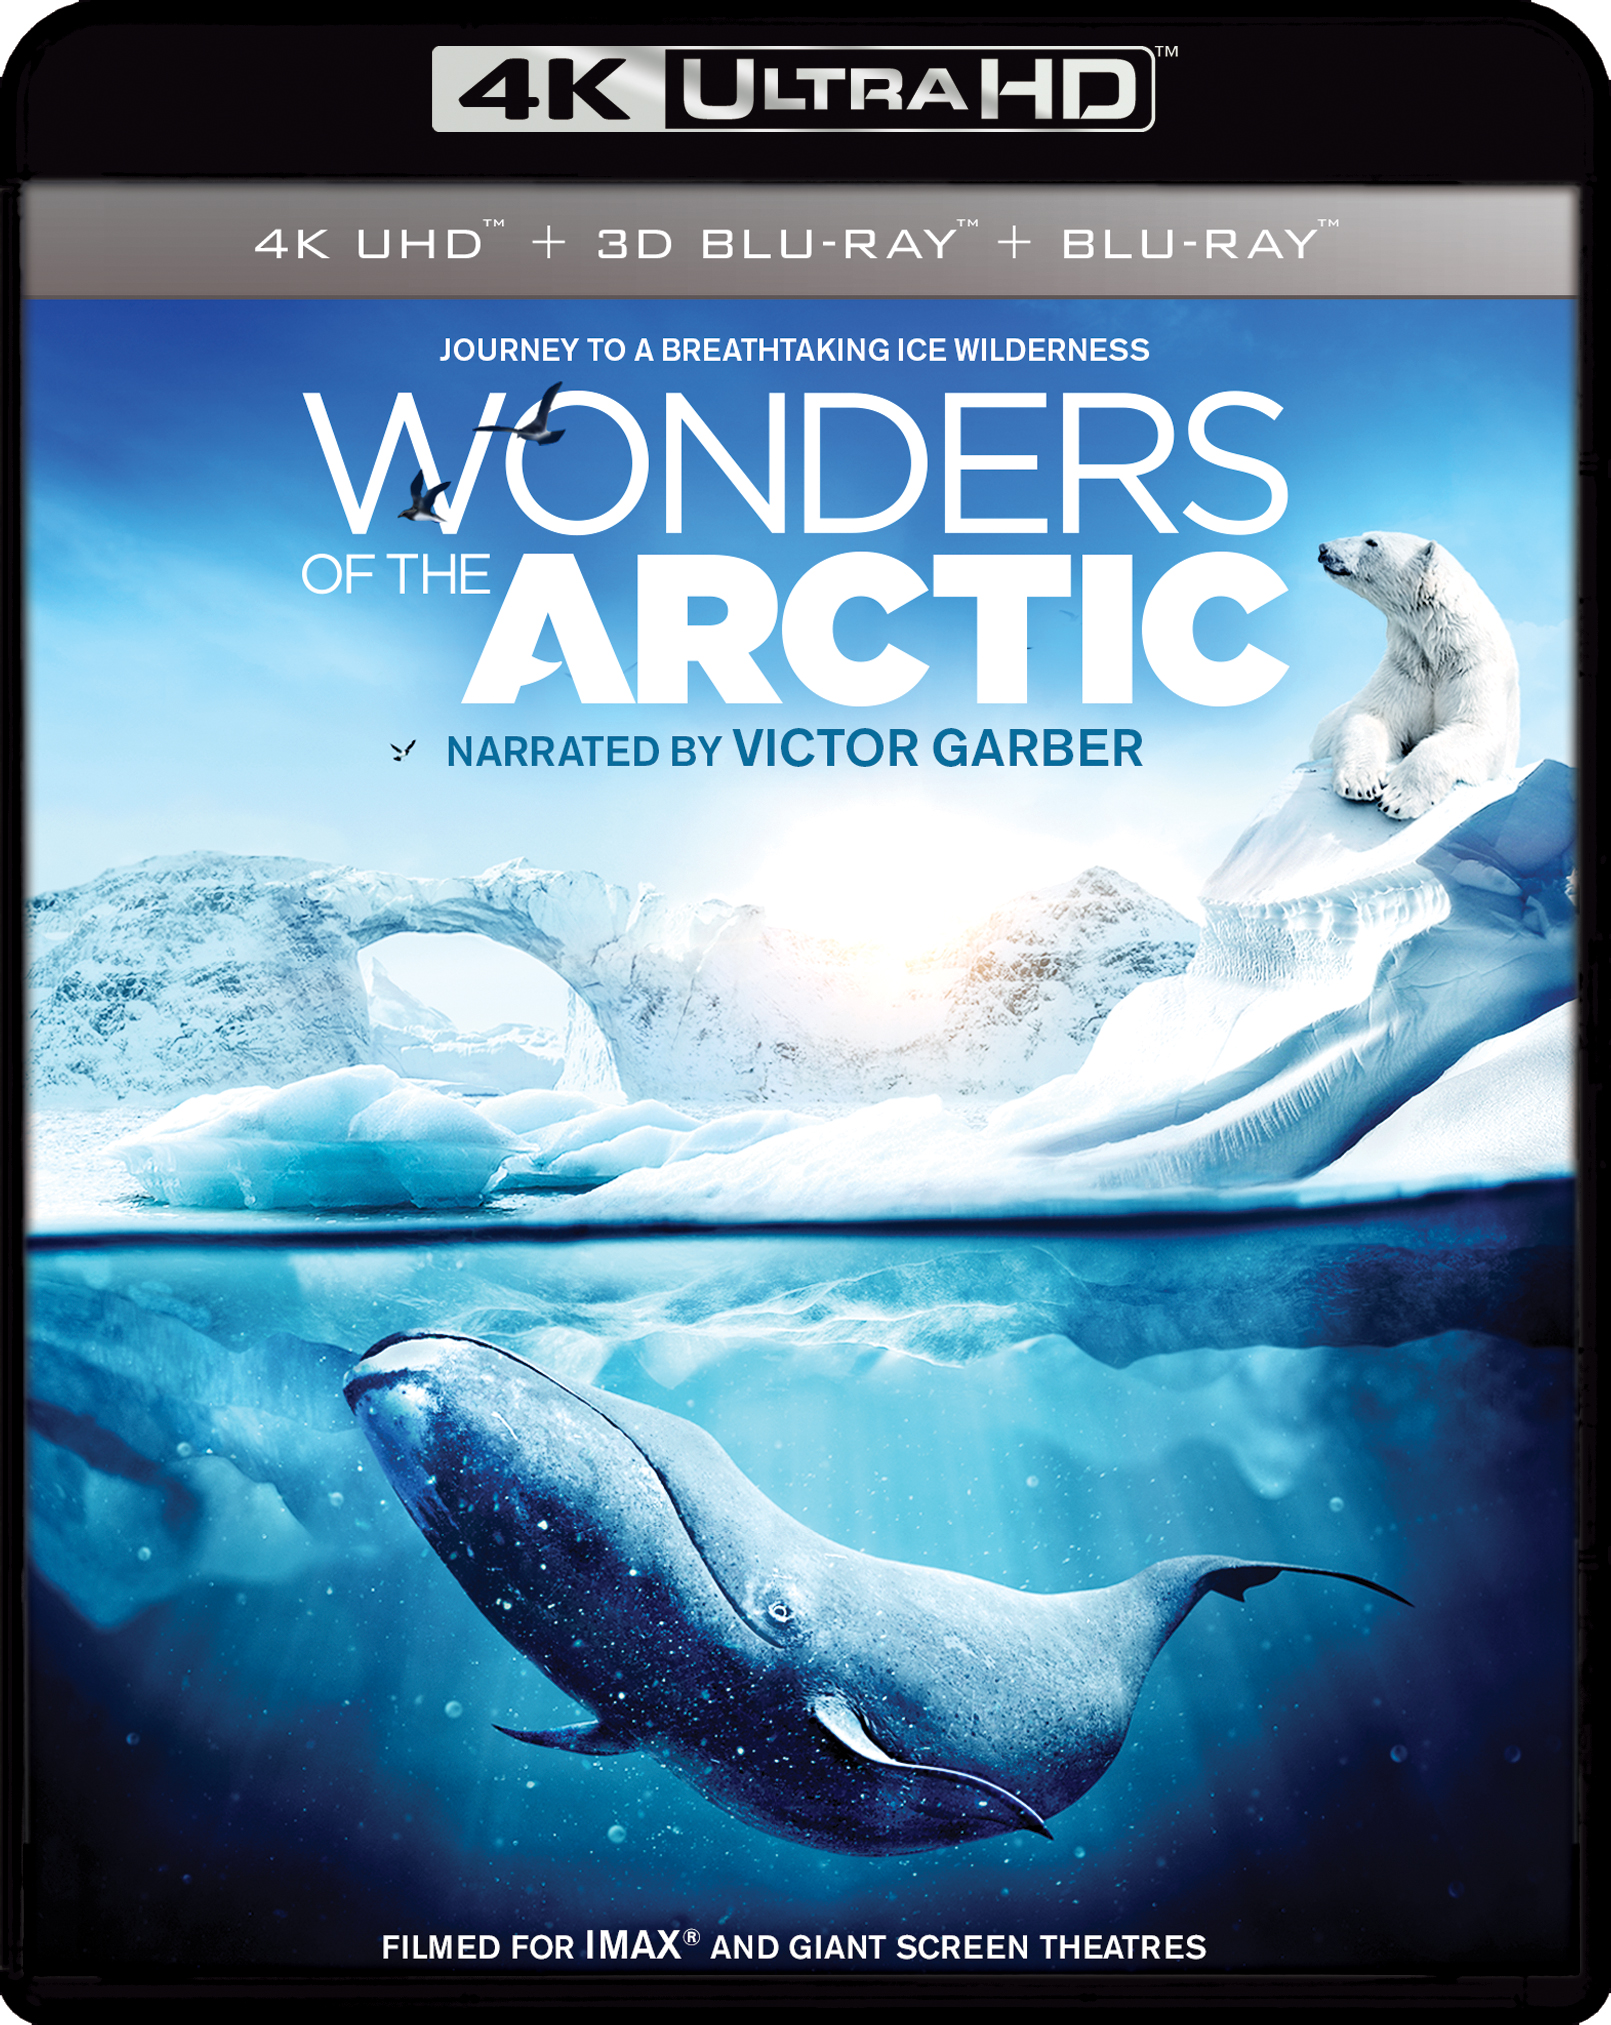 4K ULTRA HD™
4K UHD™ + 3D BLU-RAY™ + BLU-RAY™
JOURNEY TO A BREATHTAKING ICE WILDERNESS
WONDERS
OF THE ARCTIC
NARRATED BY VICTOR GARBER
FILMED FOR IMAX® AND GIANT SCREEN THEATRES